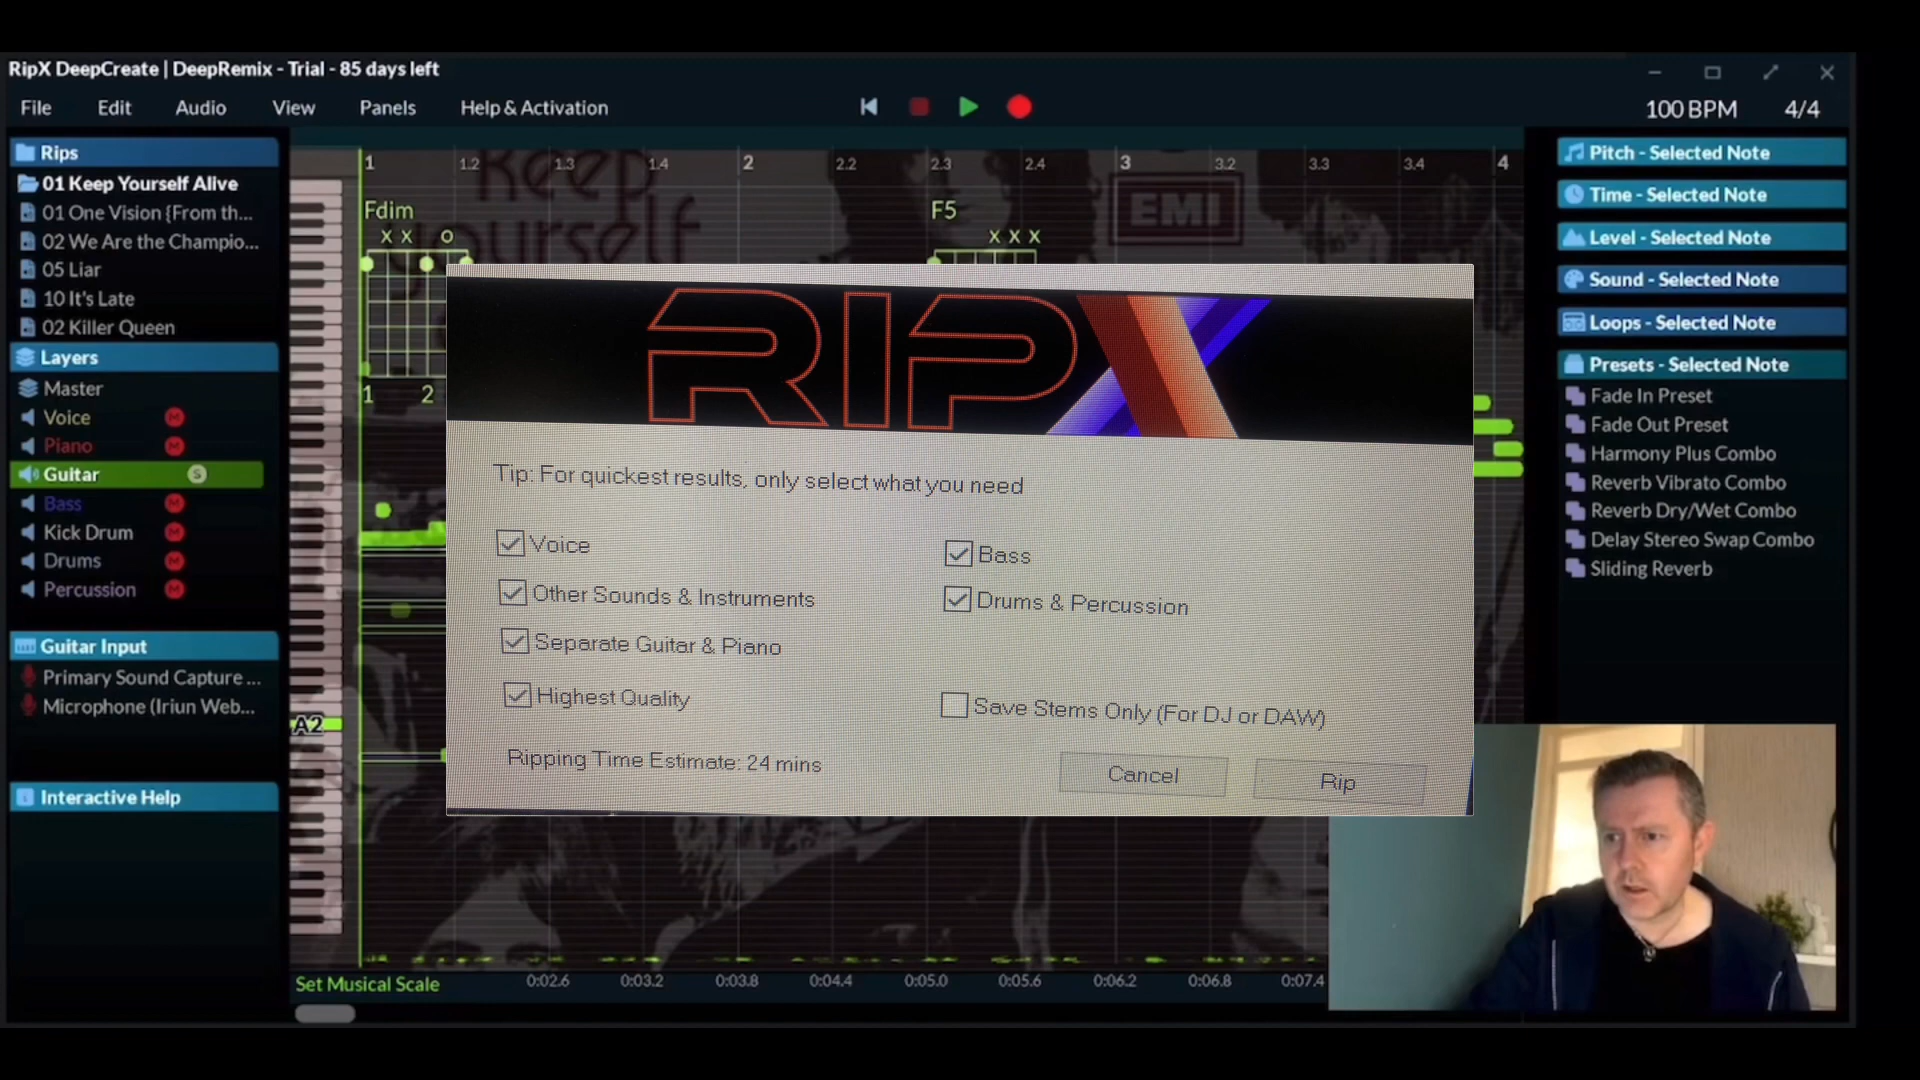 RipX DeepCreate | DeepRemix - Trial - 85 days left
File Edit Audio View Panels Help & Activation
100 BPM 4/4
Rips
01 Keep Yourself Alive
01 One Vision {From th...
02 We Are the Champio...
05 Liar
10 It's Late
02 Killer Queen
Layers
Master
Voice M
Piano M
Guitar S
Bass M
Kick Drum M
Drums M
Percussion M
Guitar Input
Primary Sound Capture ...
Microphone (Iriun Web...
Interactive Help
1 1.2 1.3 1.4 2 2.2 2.3 2.4 3 3.2 3.3 3.4 4
Keep
yourself
EMI
Fdim
X X O
F5
X X X
1 2
A2
RIPX
Tip: For quickest results, only select what you need
Voice
Bass
Other Sounds & Instruments
Drums & Percussion
Separate Guitar & Piano
Highest Quality
Save Stems Only (For DJ or DAW)
Ripping Time Estimate: 24 mins
Cancel
Rip
Set Musical Scale
0:02.6 0:03.2 0:03.8 0:04.4 0:05.0 0:05.6 0:06.2 0:06.8 0:07.4
Pitch - Selected Note
Time - Selected Note
Level - Selected Note
Sound - Selected Note
Loops - Selected Note
Presets - Selected Note
Fade In Preset
Fade Out Preset
Harmony Plus Combo
Reverb Vibrato Combo
Reverb Dry/Wet Combo
Delay Stereo Swap Combo
Sliding Reverb